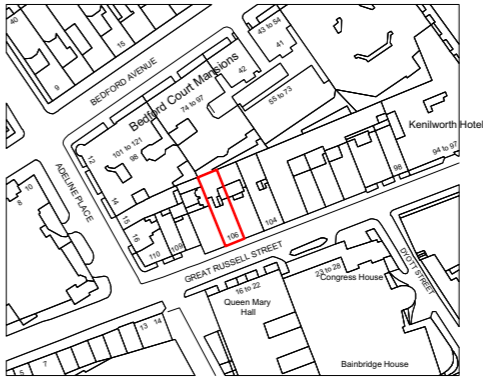 40
15
9
BEDFORD AVENUE
43 to 54
41
42
Bedford Court Mansions
74 to 97
55 to 73
Kenilworth Hotel
94 to 97
98
101 to 121
98
12
14
15
16
ADELINE PLACE
10
8
110
109
106
104
GREAT RUSSELL STREET
16 to 22
Queen Mary
Hall
23 to 28
Congress House
DYOTT STREET
13
14
7
5
Bainbridge House